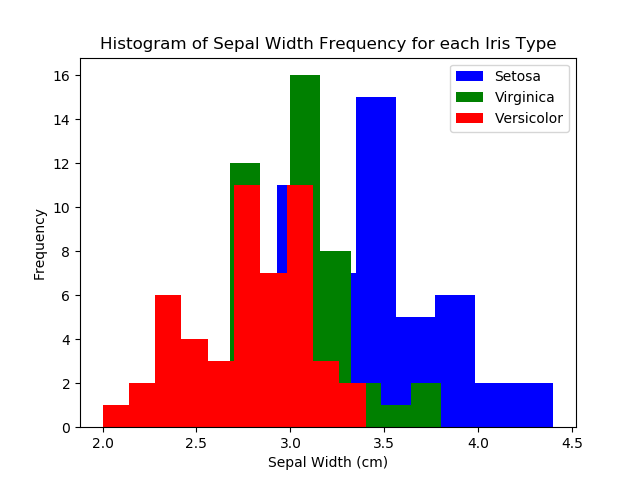 Histogram of Sepal Width Frequency for each Iris Type
Setosa
Virginica
Versicolor
16
14
12
10
8
6
4
2
0
Frequency
2.0 2.5 3.0 3.5 4.0 4.5
Sepal Width (cm)